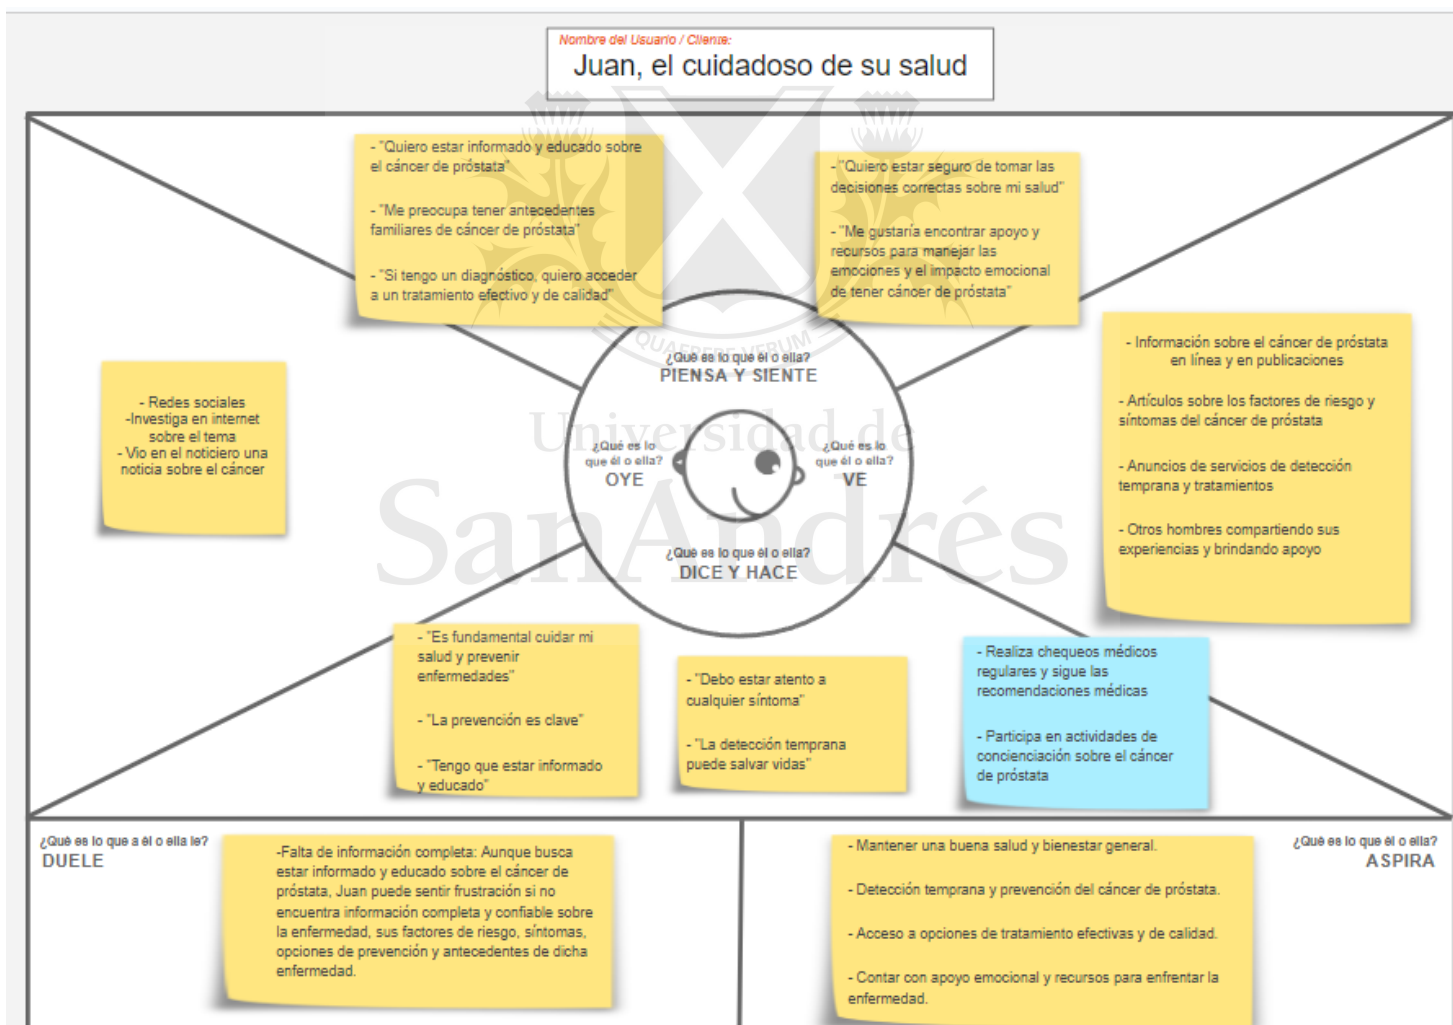 Nombre del Usuario / Cliente:
Juan, el cuidadoso de su salud
- "Quiero estar informado y educado sobre
el cáncer de próstata"
- "Me preocupa tener antecedentes
familiares de cáncer de próstata"
- "Si tengo un diagnóstico, quiero acceder
a un tratamiento efectivo y de calidad"
- "Quiero estar seguro de tomar las
decisiones correctas sobre mi salud"
- "Me gustaría encontrar apoyo y
recursos para manejar las
emociones y el impacto emocional
de tener cáncer de próstata"
QUAERERE VERUM
¿Qué es lo que él o ella?
PIENSA Y SIENTE
- Redes sociales
-Investiga en internet
sobre el tema
- Vio en el noticiero una
noticia sobre el cáncer
¿Qué es lo
que él o ella?
OYE
¿Qué es lo
que él o ella?
VE
- Información sobre el cáncer de próstata
en línea y en publicaciones
- Artículos sobre los factores de riesgo y
síntomas del cáncer de próstata
- Anuncios de servicios de detección
temprana y tratamientos
- Otros hombres compartiendo sus
experiencias y brindando apoyo
Universidad de
SanAndrés
¿Qué es lo que él o ella?
DICE Y HACE
- "Es fundamental cuidar mi
salud y prevenir
enfermedades"
- "La prevención es clave"
- "Tengo que estar informado
y educado"
- "Debo estar atento a
cualquier síntoma"
- "La detección temprana
puede salvar vidas"
- Realiza chequeos médicos
regulares y sigue las
recomendaciones médicas
- Participa en actividades de
concienciación sobre el cáncer
de próstata
¿Qué es lo que a él o ella le?
DUELE
-Falta de información completa: Aunque busca
estar informado y educado sobre el cáncer de
próstata, Juan puede sentir frustración si no
encuentra información completa y confiable sobre
la enfermedad, sus factores de riesgo, síntomas,
opciones de prevención y antecedentes de dicha
enfermedad.
¿Qué es lo que él o ella?
ASPIRA
- Mantener una buena salud y bienestar general.
- Detección temprana y prevención del cáncer de próstata.
- Acceso a opciones de tratamiento efectivas y de calidad.
- Contar con apoyo emocional y recursos para enfrentar la
enfermedad.